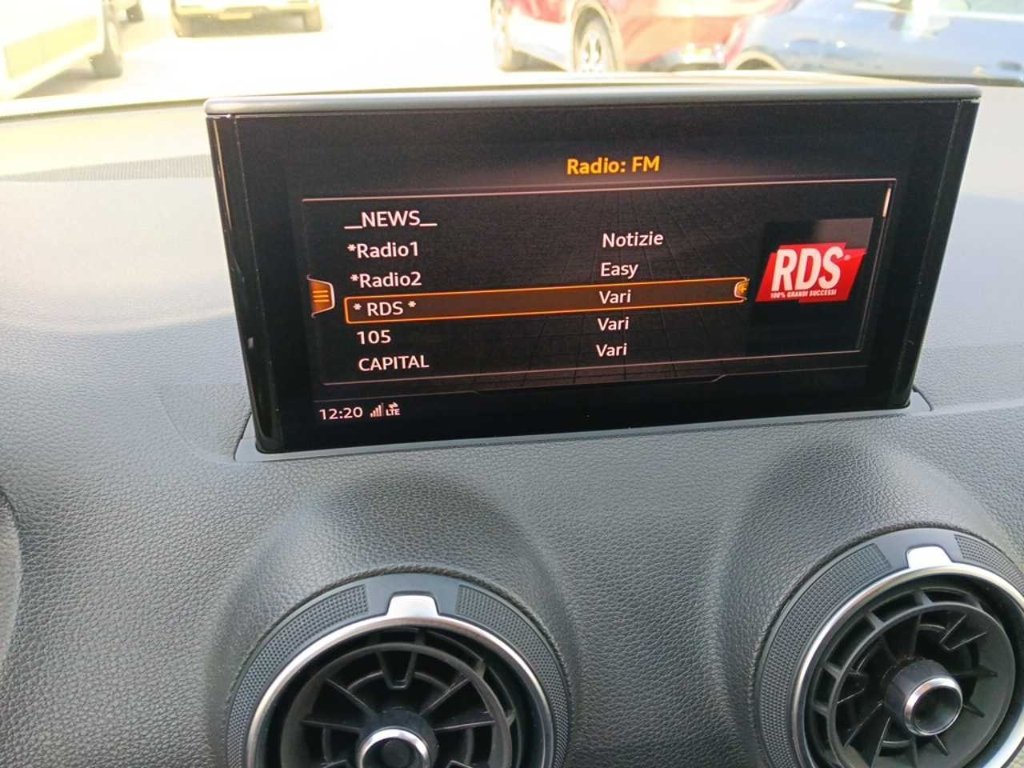 Radio: FM
__NEWS__
*Radio1 Notizie
*Radio2 Easy
* RDS * Vari
105 Vari
CAPITAL Vari
RDS®
100% GRANDI SUCCESSI
12:20 LTE